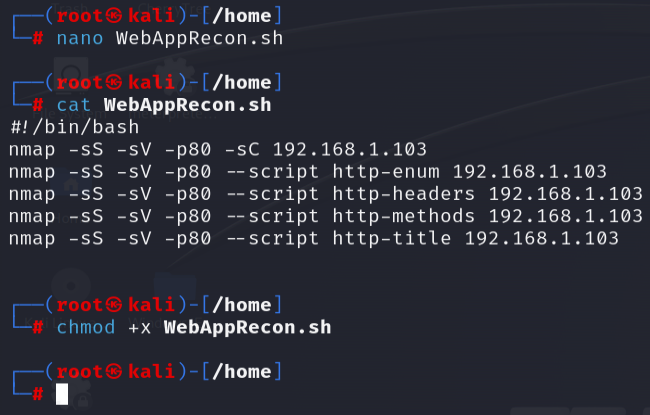 ┌──(root㉿kali)-[/home]
└─# nano WebAppRecon.sh
┌──(root㉿kali)-[/home]
└─# cat WebAppRecon.sh
#!/bin/bash
nmap -sS -sV -p80 -sC 192.168.1.103
nmap -sS -sV -p80 --script http-enum 192.168.1.103
nmap -sS -sV -p80 --script http-headers 192.168.1.103
nmap -sS -sV -p80 --script http-methods 192.168.1.103
nmap -sS -sV -p80 --script http-title 192.168.1.103
┌──(root㉿kali)-[/home]
└─# chmod +x WebAppRecon.sh
┌──(root㉿kali)-[/home]
└─#